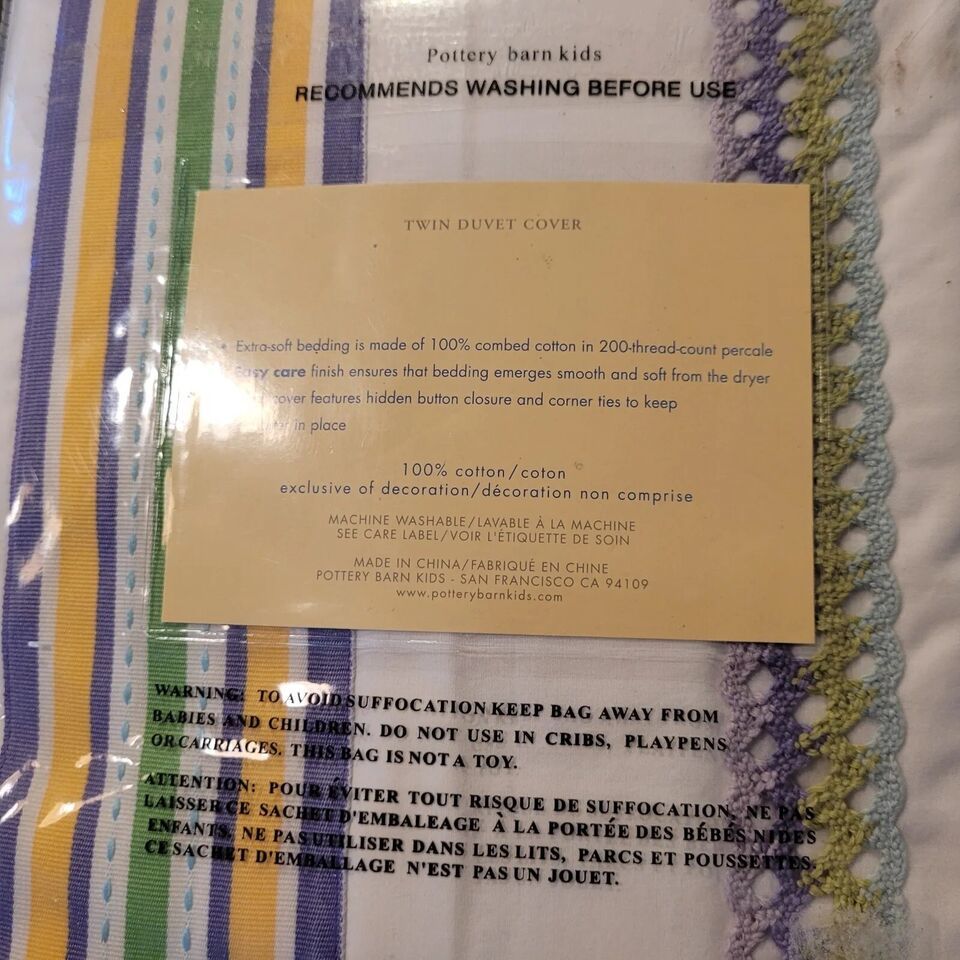 Pottery barn kids
RECOMMENDS WASHING BEFORE USE
TWIN DUVET COVER
• Extra-soft bedding is made of 100% combed cotton in 200-thread-count percale
Easy care finish ensures that bedding emerges smooth and soft from the dryer
cover features hidden button closure and corner ties to keep
in place
100% cotton/coton
exclusive of decoration/décoration non comprise
MACHINE WASHABLE/LAVABLE À LA MACHINE
SEE CARE LABEL/VOIR L'ÉTIQUETTE DE SOIN
MADE IN CHINA/FABRIQUÉ EN CHINE
POTTERY BARN KIDS - SAN FRANCISCO CA 94109
www.potterybarnkids.com
WARNING: TO AVOID SUFFOCATION KEEP BAG AWAY FROM
BABIES AND CHILDREN. DO NOT USE IN CRIBS, PLAYPENS
OR CARRIAGES. THIS BAG IS NOT A TOY.
ATTENTION: POUR ÉVITER TOUT RISQUE DE SUFFOCATION, NE PAS
LAISSER CE SACHET D'EMBALEAGE À LA PORTÉE DES BÉBÉS NI DES
ENFANTS. NE PAS UTILISER DANS LES LITS, PARCS ET POUSSETTES.
CE SACHET D'EMBALLAGE N'EST PAS UN JOUET.